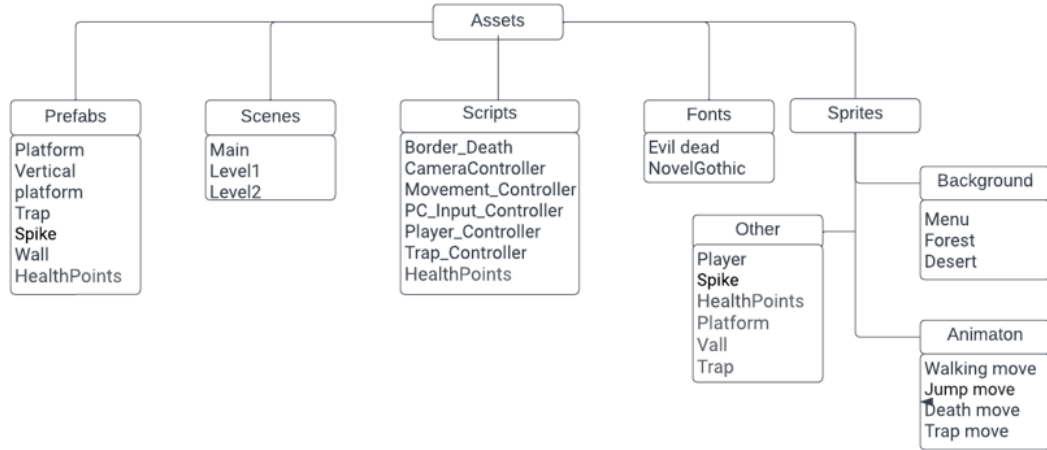 Assets
Prefabs
Platform
Vertical
platform
Trap
Spike
Wall
HealthPoints
Scenes
Main
Level1
Level2
Scripts
Border_Death
CameraController
Movement_Controller
PC_Input_Controller
Player_Controller
Trap_Controller
HealthPoints
Fonts
Evil dead
NovelGothic
Sprites
Background
Menu
Forest
Desert
Other
Player
Spike
HealthPoints
Platform
Vall
Trap
Animaton
Walking move
Jump move
Death move
Trap move